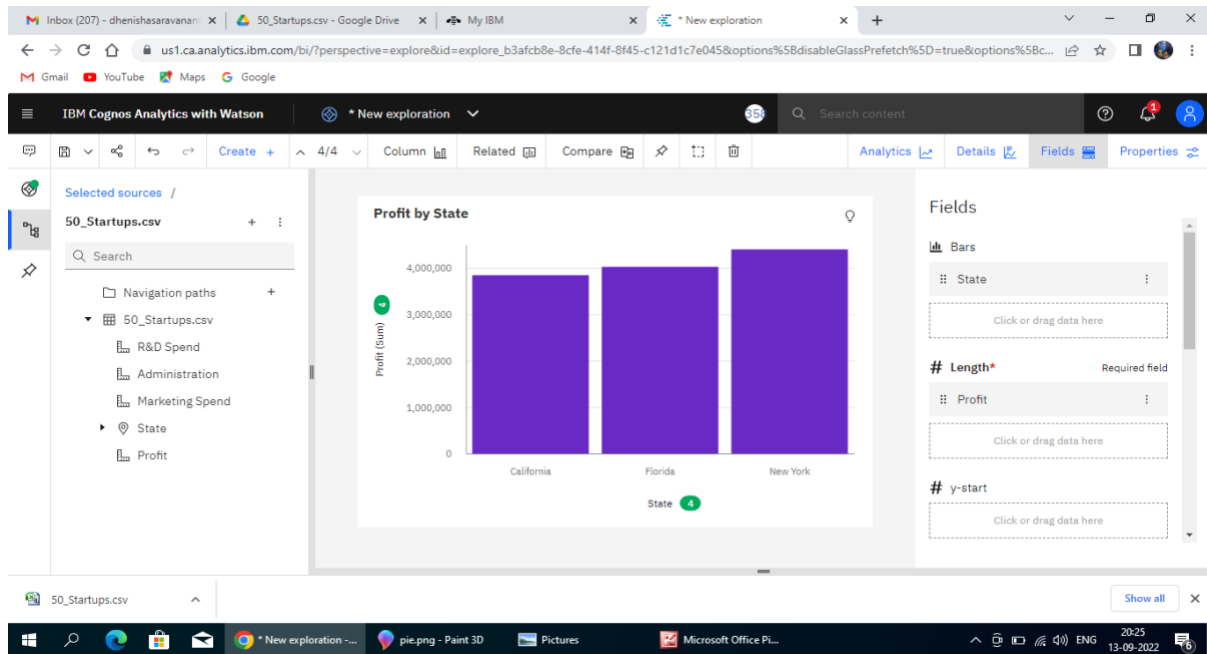 Inbox (207) - dhenishasaravanan
50_Startups.csv - Google Drive
My IBM
* New exploration
us1.ca.analytics.ibm.com/bi/?perspective=explore&id=explore_b3afcb8e-8cfe-414f-8f45-c121d1c7e045&options%5BdisableGlassPrefetch%5D=true&options%5Bc...
Gmail YouTube Maps Google
IBM Cognos Analytics with Watson
* New exploration
Search content
1
Create + 4/4 Column Related Compare Analytics Details Fields Properties
Selected sources /
50_Startups.csv
Search
Navigation paths
50_Startups.csv
R&D Spend
Administration
Marketing Spend
State
Profit
Profit by State
4,000,000
3,000,000
2,000,000
1,000,000
0
Profit (Sum) 4
California Florida New York
State 4
Fields
Bars
State
Click or drag data here
# Length* Required field
Profit
Click or drag data here
# y-start
Click or drag data here
50_Startups.csv
Show all
* New exploration -...
pie.png - Paint 3D
Pictures
Microsoft Office Pi...
ENG
20:25
13-09-2022
6